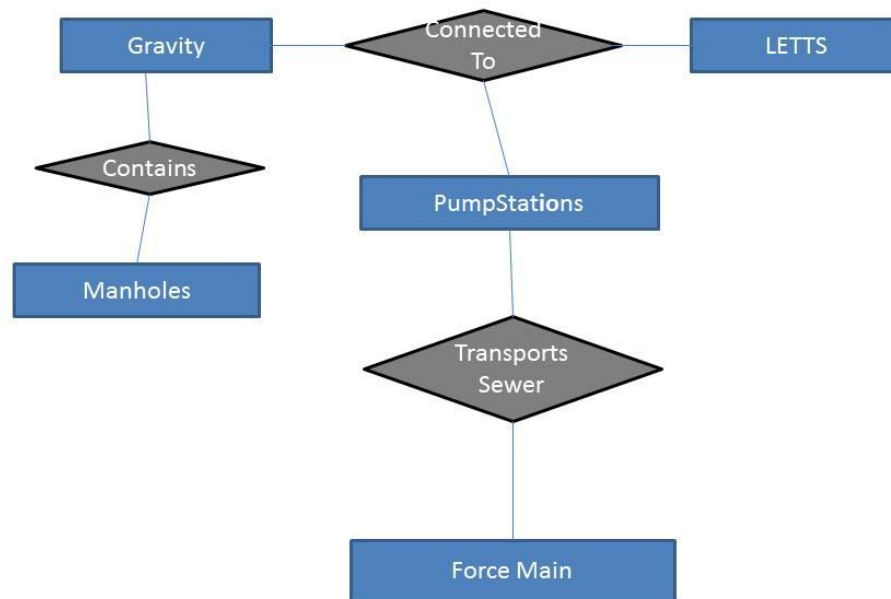 Gravity
Connected
To
LETTS
Contains
PumpStations
Manholes
Transports
Sewer
Force Main